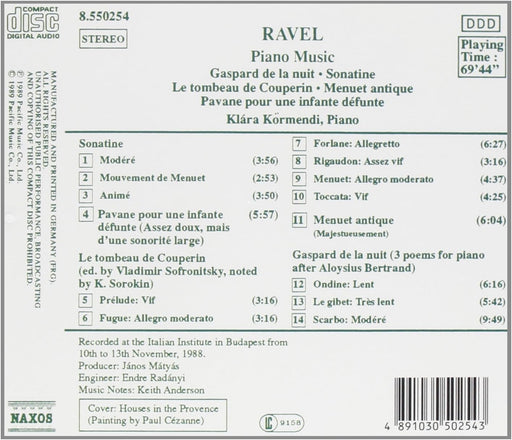 COMPACT
disc
DIGITAL AUDIO
8.550254
STEREO
RAVEL
Piano Music
Gaspard de la nuit • Sonatine
Le tombeau de Couperin • Menuet antique
Pavane pour une infante défunte
Klára Körmendi, Piano
DDD
Playing
Time :
69'44"
MANUFACTURED AND PRINTED IN GERMANY (FRG).
ALL RIGHTS RESERVED.
UNAUTHORISED PUBLIC PERFORMANCE, BROADCASTING
AND COPYING OF THIS COMPACT DISC PROHIBITED.
℗ 1989 Pacific Music Co., Ltd.
© 1989 Pacific Music Co., Ltd.
Sonatine
1 Modéré (3:56)
2 Mouvement de Menuet (2:53)
3 Animé (3:50)
4 Pavane pour une infante (5:57)
défunte (Assez doux, mais
d'une sonorité large)
Le tombeau de Couperin
(ed. by Vladimir Sofronitsky, noted
by K. Sorokin)
5 Prélude: Vif (3:16)
6 Fugue: Allegro moderato (3:16)
7 Forlane: Allegretto (6:27)
8 Rigaudon: Assez vif (3:16)
9 Menuet: Allegro moderato (4:37)
10 Toccata: Vif (4:25)
11 Menuet antique (6:04)
(Majestueusement)
Gaspard de la nuit (3 poems for piano
after Aloysius Bertrand)
12 Ondine: Lent (6:16)
13 Le gibet: Très lent (5:42)
14 Scarbo: Modéré (9:49)
Recorded at the Italian Institute in Budapest from
10th to 13th November, 1988.
Producer: János Mátyás
Engineer: Endre Radányi
Music Notes: Keith Anderson
NAXOS
Cover: Houses in the Provence
(Painting by Paul Cézanne)
LC 9158
4 891030 502543